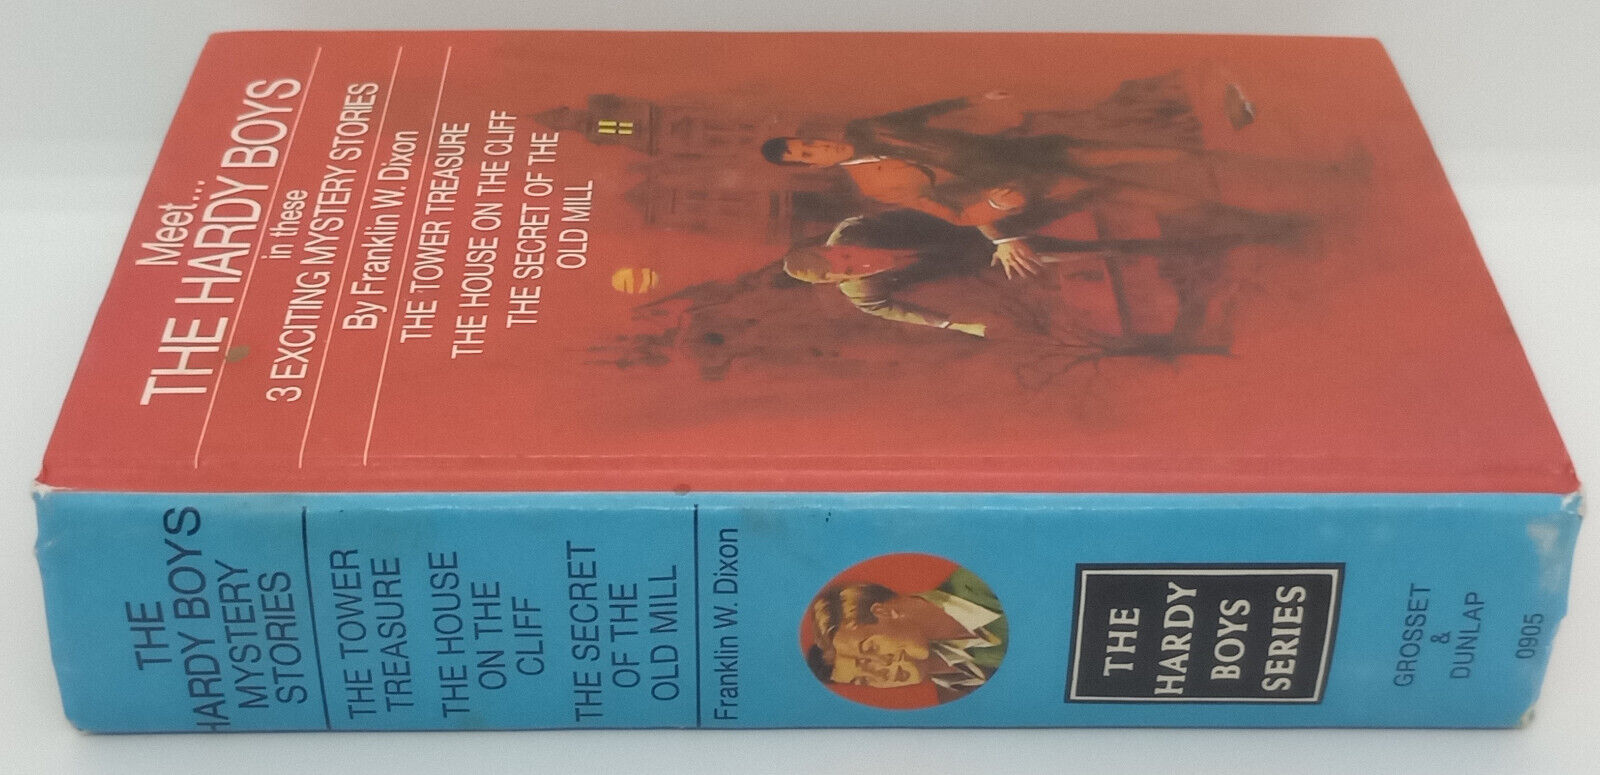 Meet...
THE HARDY BOYS
in these
3 EXCITING MYSTERY STORIES
By Franklin W. Dixon
THE TOWER TREASURE
THE HOUSE ON THE CLIFF
THE SECRET OF THE
OLD MILL
THE
HARDY BOYS
MYSTERY
STORIES
THE TOWER
TREASURE
THE HOUSE
ON THE
CLIFF
THE SECRET
OF THE
OLD MILL
Franklin W. Dixon
THE
HARDY
BOYS
SERIES
GROSSET
&
DUNLAP
0905